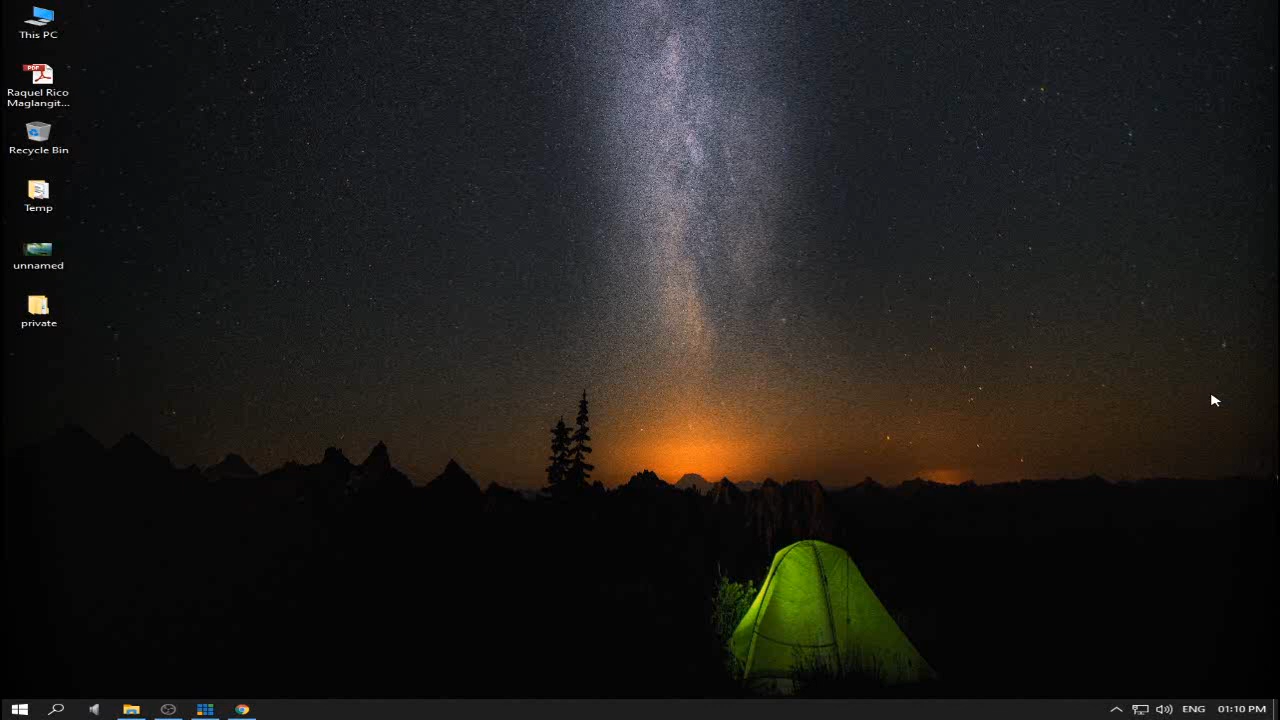 This PC
PDF
Raquel Rico
Maglangit...
Recycle Bin
Temp
unnamed
private
ENG
01:10 PM